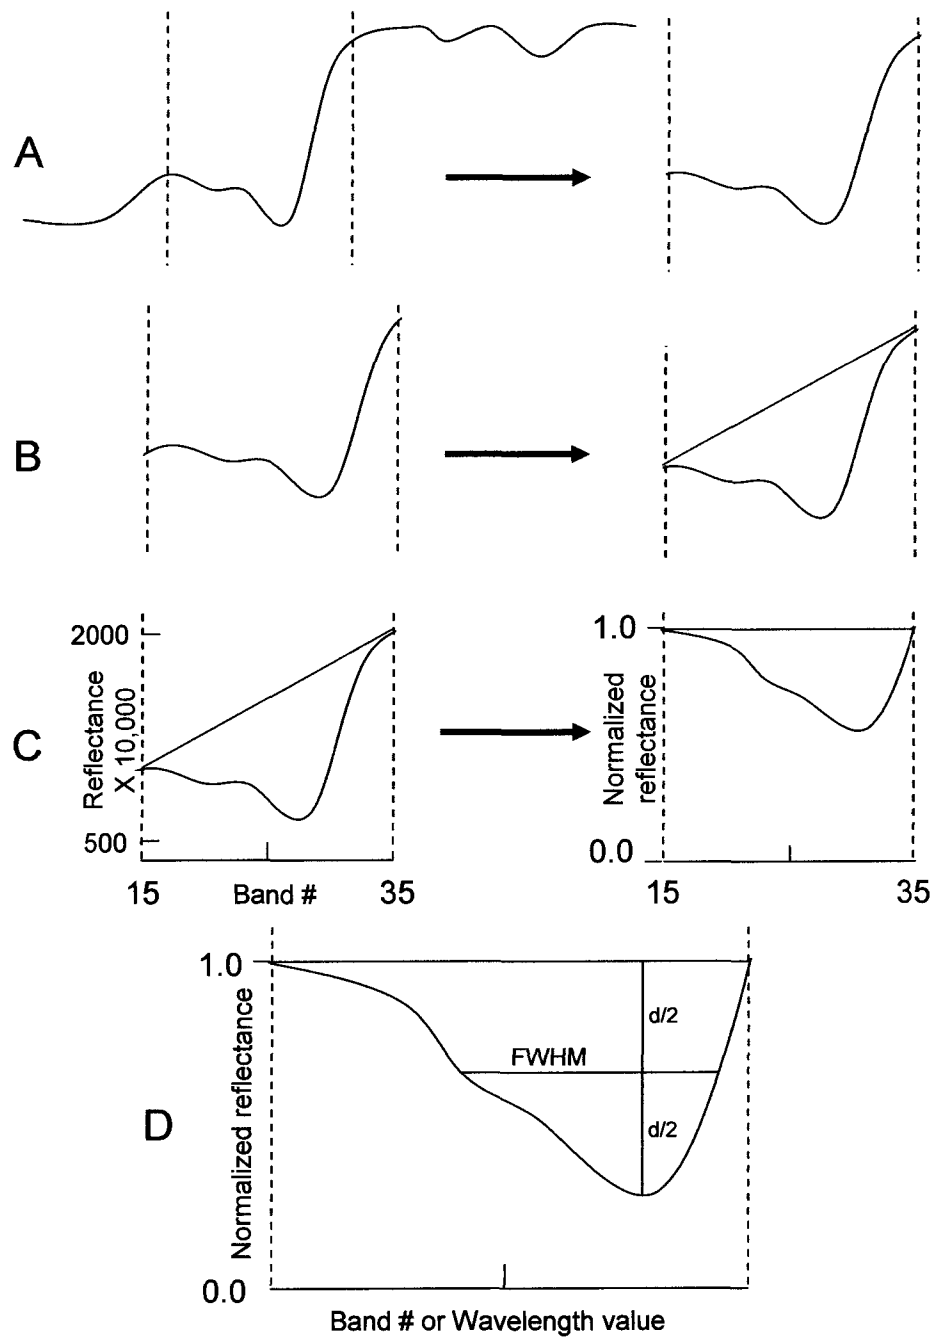 A
B
C
2000
Reflectance
X 10,000
500
15
Band #
35
1.0
Normalized
reflectance
0.0
15
35
D
1.0
Normalized reflectance
0.0
d/2
FWHM
d/2
Band # or Wavelength value